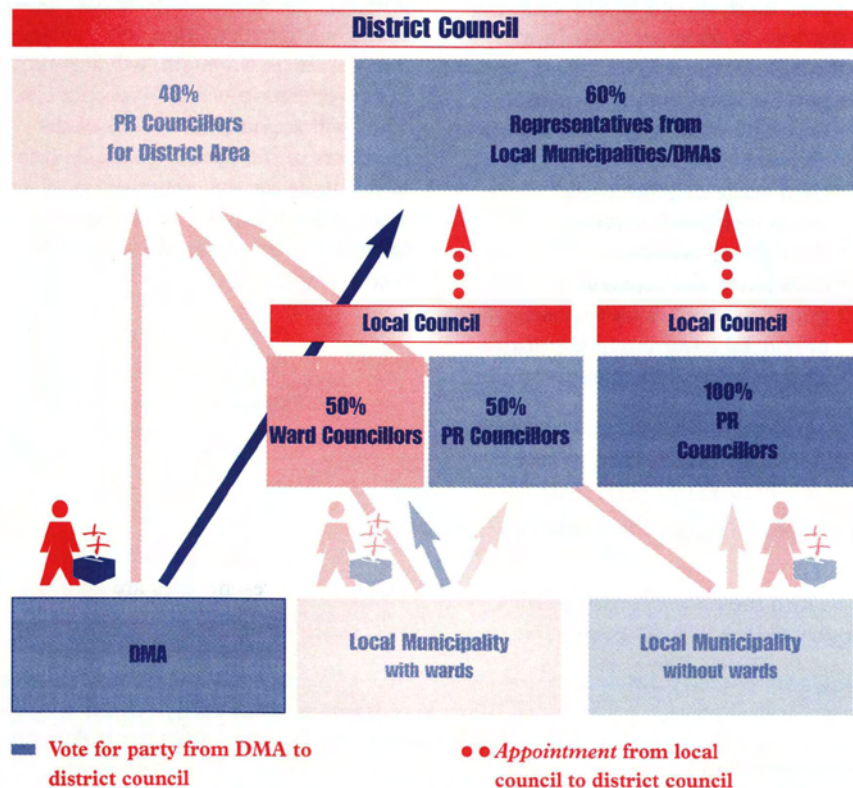 District Council
40%
PR Councillors
for District Area
60%
Representatives from
Local Municipalities/DMAs
Local Council
Local Council
50%
Ward Councillors
50%
PR Councillors
100%
PR
Councillors
DMA
Local Municipality
with wards
Local Municipality
without wards
Vote for party from DMA to
district council
Appointment from local
council to district council